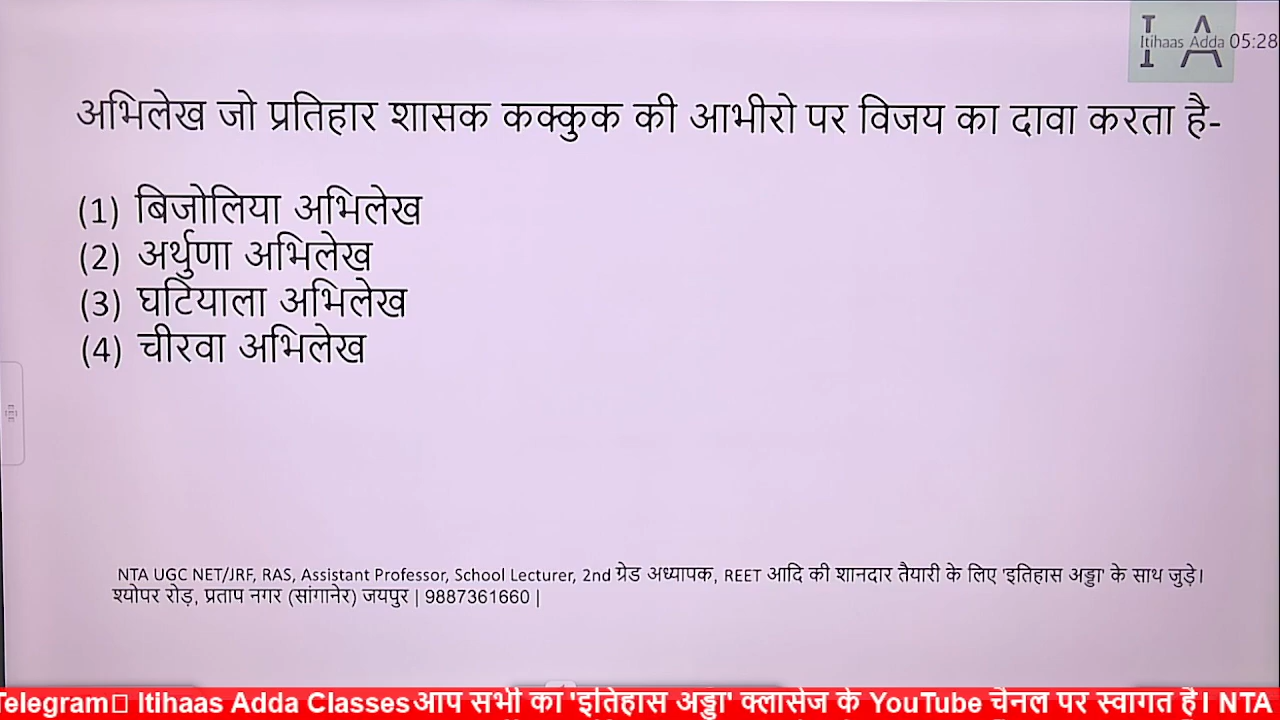 I A
Itihaas Adda 05:28
अभिलेख जो प्रतिहार शासक कक्कुक की आभीरो पर विजय का दावा करता है-
(1) बिजोलिया अभिलेख
(2) अर्थुणा अभिलेख
(3) घटियाला अभिलेख
(4) चीरवा अभिलेख
NTA UGC NET/JRF, RAS, Assistant Professor, School Lecturer, 2nd ग्रेड अध्यापक, REET आदि की शानदार तैयारी के लिए 'इतिहास अड्डा' के साथ जुड़े।
श्योपर रोड़, प्रताप नगर (सांगानेर) जयपुर | 9887361660 |
Telegram Itihaas Adda Classes आप सभी का 'इतिहास अड्डा' क्लासेज के YouTube चैनल पर स्वागत है। NTA